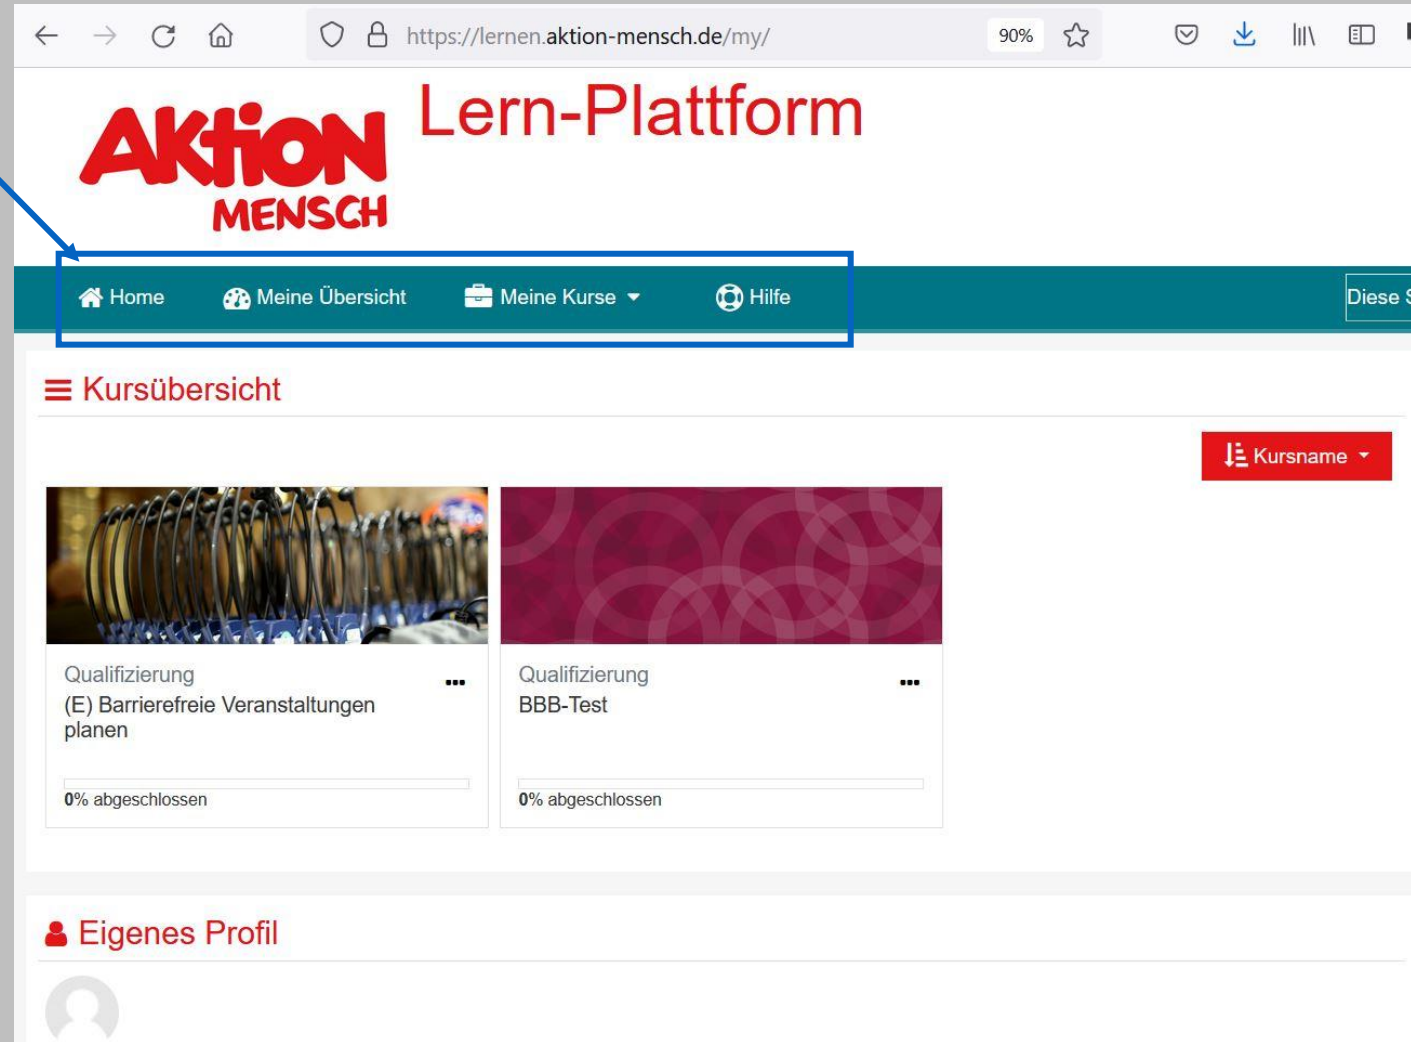 https://lernen.aktion-mensch.de/my/ 90%
AKTION
MENSCH
Lern-Plattform
Home Meine Übersicht Meine Kurse Hilfe Diese S
Kursübersicht
Kursname
Qualifizierung
(E) Barrierefreie Veranstaltungen
planen
0% abgeschlossen
Qualifizierung
BBB-Test
0% abgeschlossen
Eigenes Profil